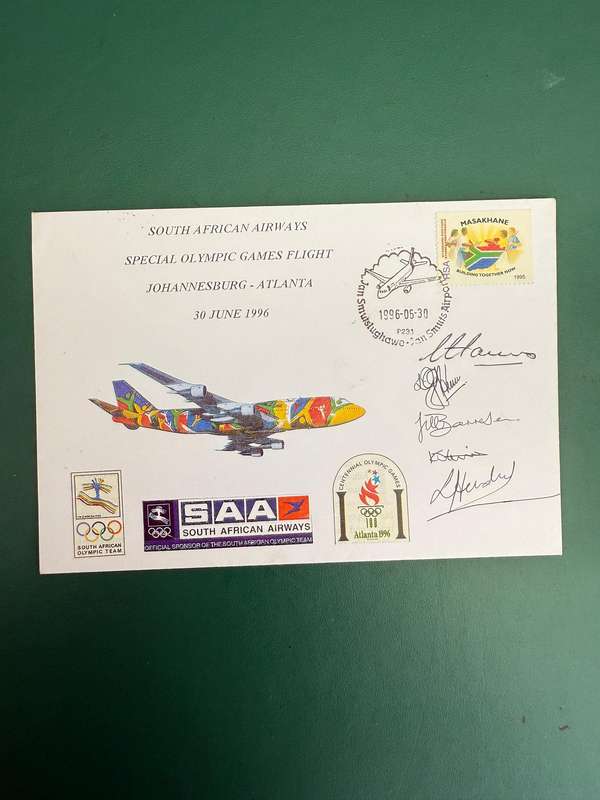 SOUTH AFRICAN AIRWAYS
SPECIAL OLYMPIC GAMES FLIGHT
JOHANNESBURG - ATLANTA
30 JUNE 1996
MASAKHANE
BUILDING TOGETHER NOW
1995
Jan Smutslughawe · Jan Smuts Airport RSA
1996-06-30
P291
SOUTH AFRICAN
OLYMPIC TEAM
SAA
SOUTH AFRICAN AIRWAYS
OFFICIAL SPONSOR OF THE SOUTH AFRICAN OLYMPIC TEAM
CENTENNIAL OLYMPIC GAMES
100
Atlanta 1996